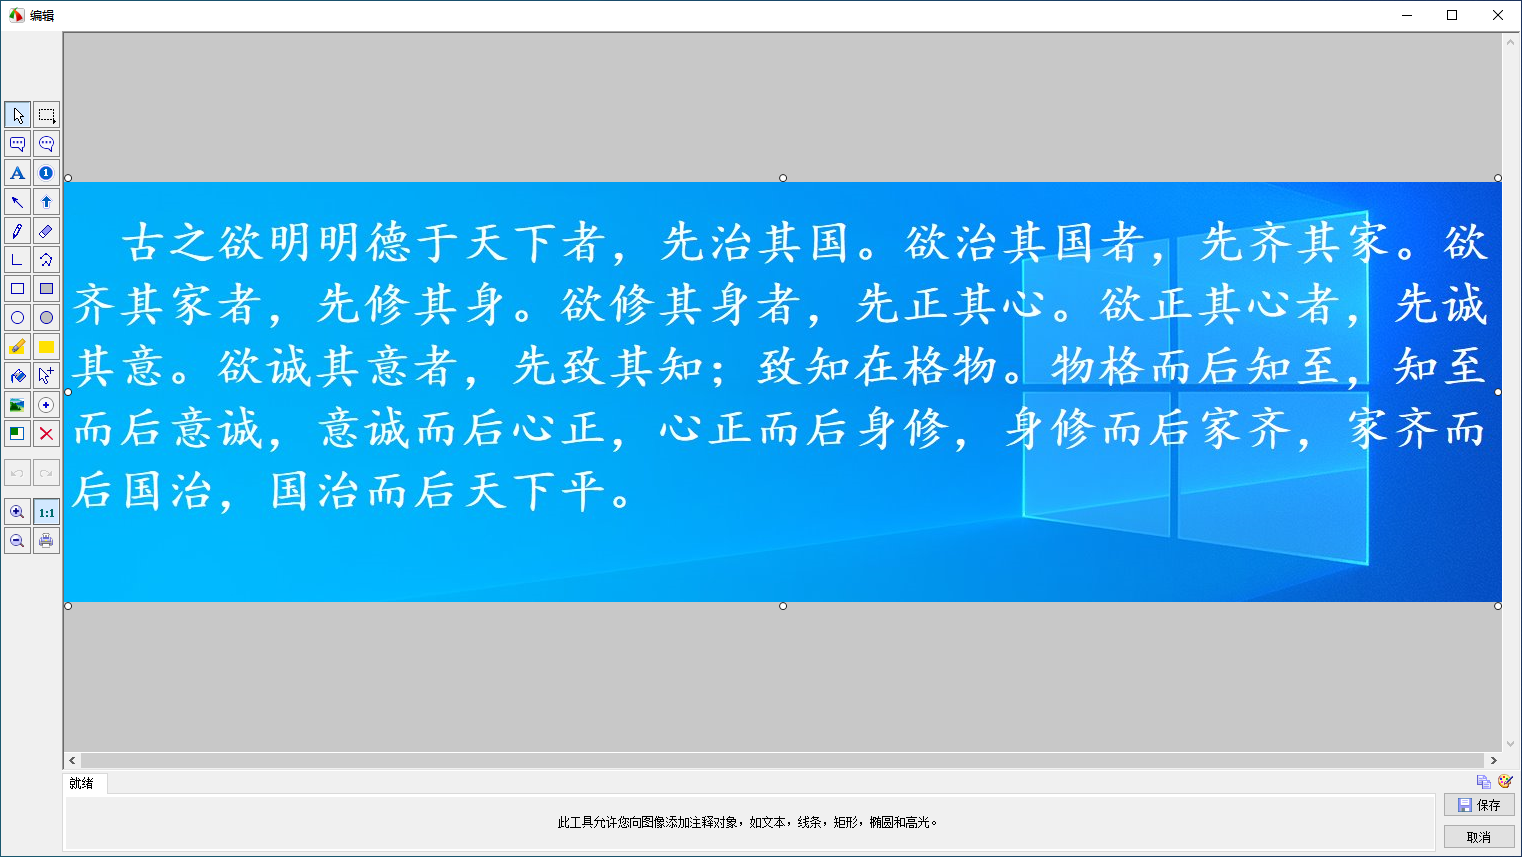 编辑
古之欲明明德于天下者，先治其国。欲治其国者，先齐其家。欲
齐其家者，先修其身。欲修其身者，先正其心。欲正其心者，先诚
其意。欲诚其意者，先致其知；致知在格物。物格而后知至，知至
而后意诚，意诚而后心正，心正而后身修，身修而后家齐，家齐而
后国治，国治而后天下平。
A
1
1:1
就绪
此工具允许您向图像添加注释对象，如文本，线条，矩形，椭圆和高光。
保存
取消